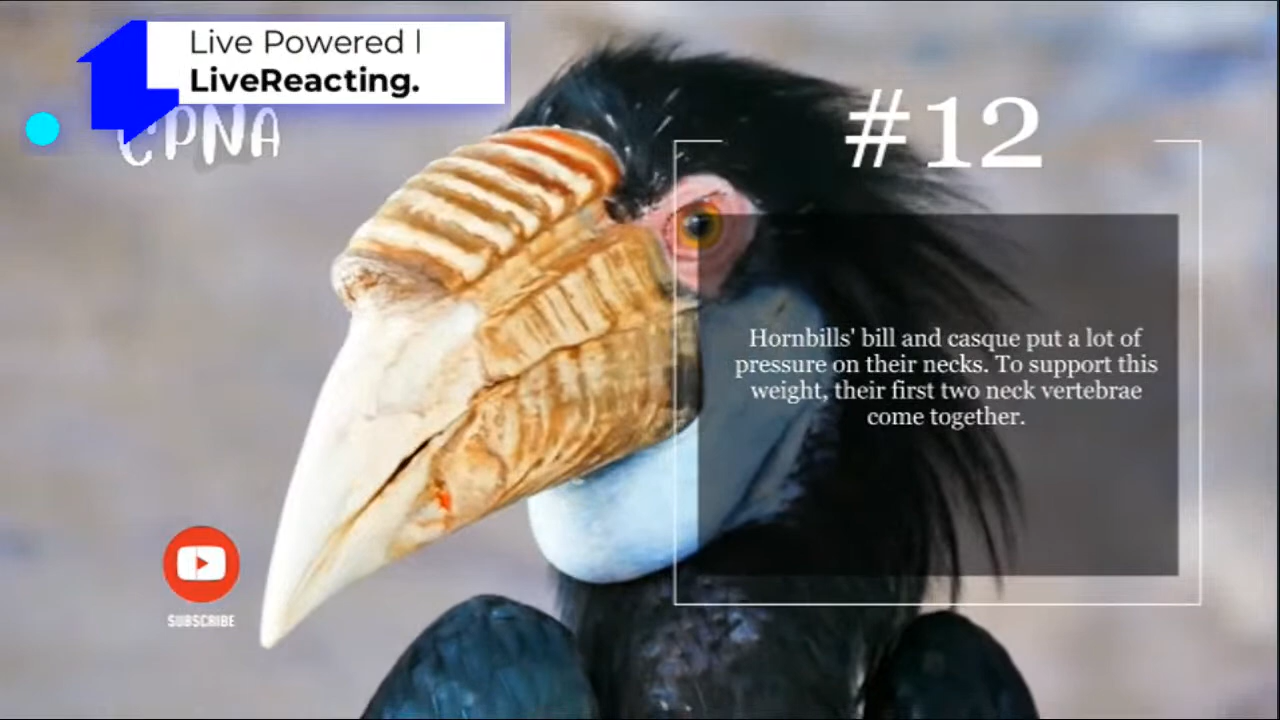 Live Powered |
LiveReacting.
CPNA
#12
Hornbills' bill and casque put a lot of
pressure on their necks. To support this
weight, their first two neck vertebrae
come together.
SUBSCRIBE